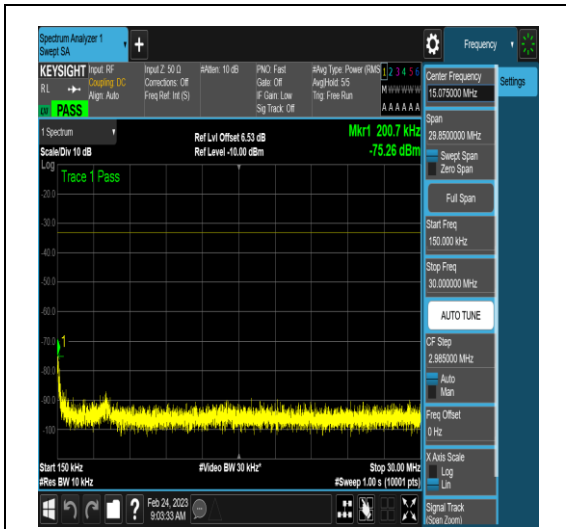 Spectrum Analyzer 1
Swept SA
+
Frequency
KEYSIGHT
RL
Input: RF
Coupling: DC
Align: Auto
Input Z: 50 Ω
Corrections: Off
Freq Ref: Int (S)
#Atten: 10 dB
PNO: Fast
Gate: Off
IF Gain: Low
Sig Track: Off
#Avg Type: Power (RMS
Avg|Hold: 5/5
Trig: Free Run
1 2 3 4 5 6
M W W W W W
A A A A A A
PASS
1 Spectrum
Scale/Div 10 dB
Ref Lvl Offset 6.53 dB
Ref Level -10.00 dBm
Mkr1 200.7 kHz
-75.26 dBm
Log
Trace 1 Pass
-20.0
-30.0
-40.0
-50.0
-60.0
-70.0
-80.0
-90.0
-100
1
Start 150 kHz
#Res BW 10 kHz
#Video BW 30 kHz*
Stop 30.00 MHz
#Sweep 1.00 s (10001 pts)
Feb 24, 2023
9:03:33 AM
Settings
Center Frequency
15.075000 MHz
Span
29.8500000 MHz
Swept Span
Zero Span
Full Span
Start Freq
150.000 kHz
Stop Freq
30.000000 MHz
AUTO TUNE
CF Step
2.985000 MHz
Auto
Man
Freq Offset
0 Hz
X Axis Scale
Log
Lin
Signal Track
(Span Zoom)